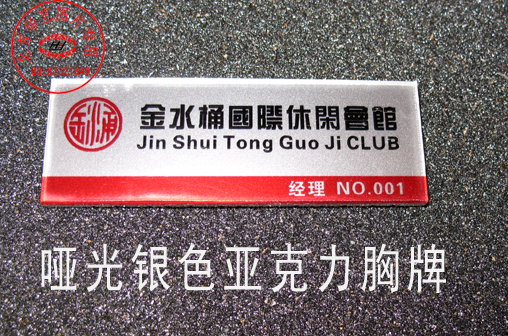 金水桶國際休閑會館
Jin Shui Tong Guo Ji CLUB
经理 NO.001
哑光银色亚克力胸牌